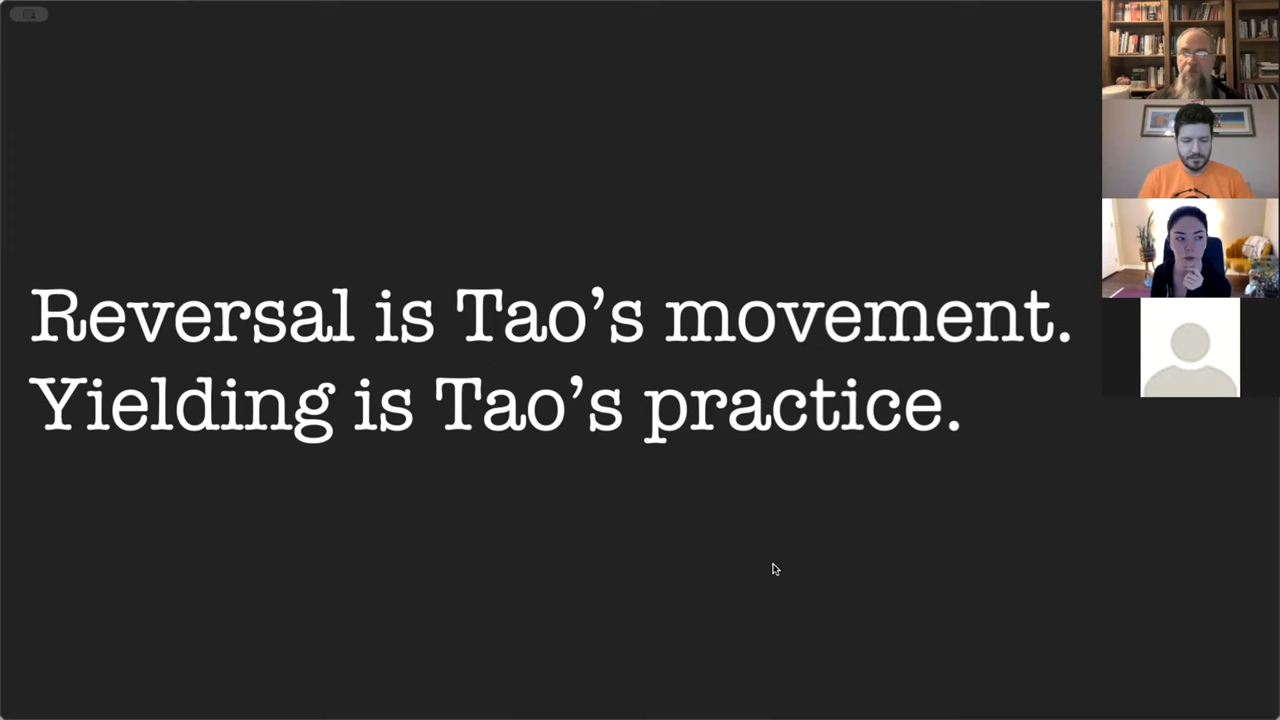 Reversal is Tao’s movement.
Yielding is Tao’s practice.